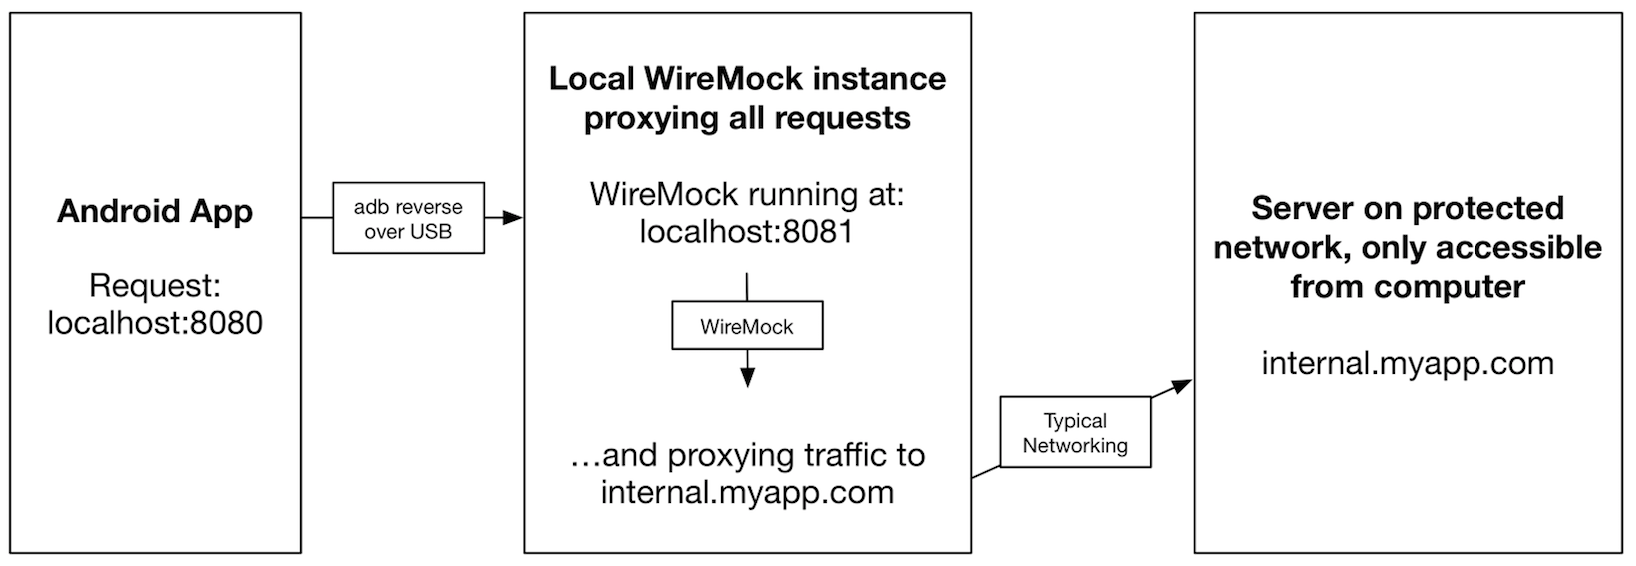 Android App
Request:
localhost:8080
adb reverse
over USB
Local WireMock instance
proxying all requests
WireMock running at:
localhost:8081
WireMock
…and proxying traffic to
internal.myapp.com
Typical
Networking
Server on protected
network, only accessible
from computer
internal.myapp.com